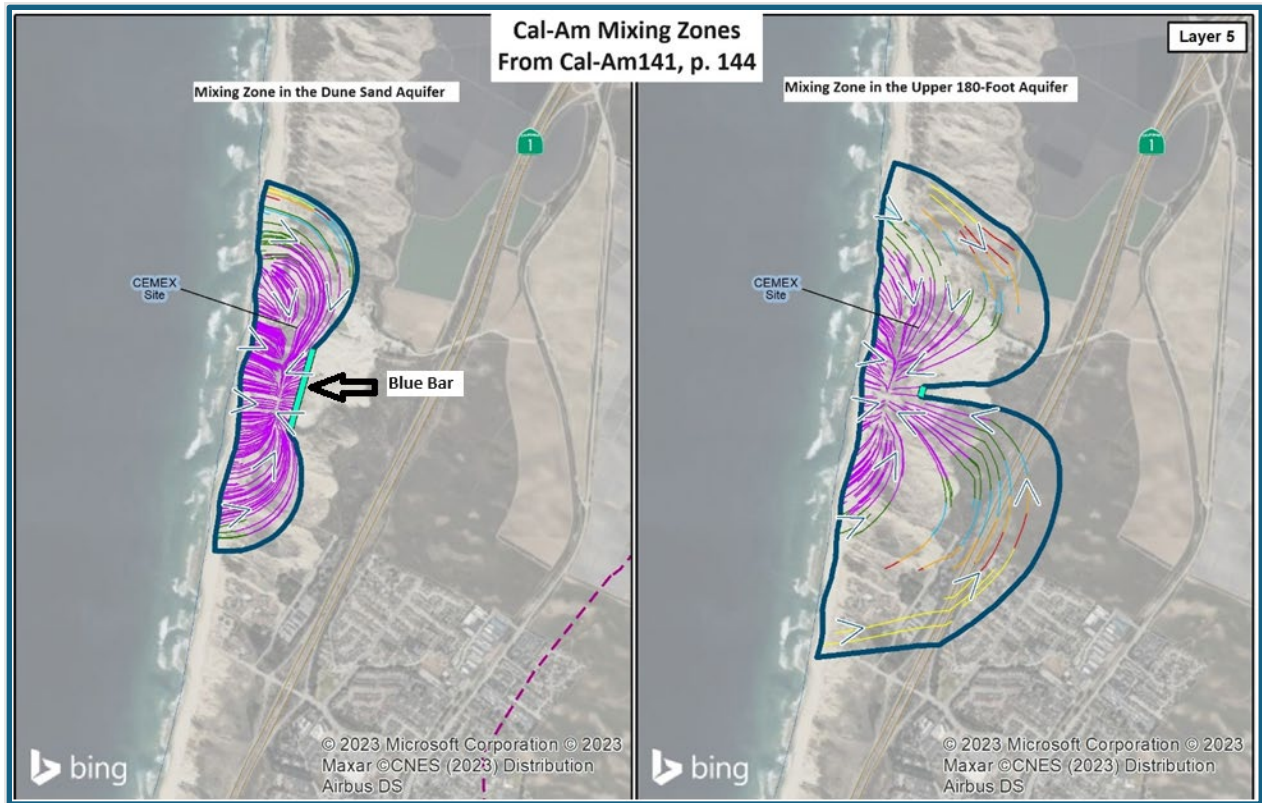 Cal-Am Mixing Zones
From Cal-Am141, p. 144
Layer 5
Mixing Zone in the Dune Sand Aquifer
Mixing Zone in the Upper 180-Foot Aquifer
1
1
CEMEX
Site
CEMEX
Site
Blue Bar
© 2023 Microsoft Corporation © 2023
Maxar ©CNES (2023) Distribution
Airbus DS
bing
© 2023 Microsoft Corporation © 2023
Maxar ©CNES (2023) Distribution
Airbus DS
bing